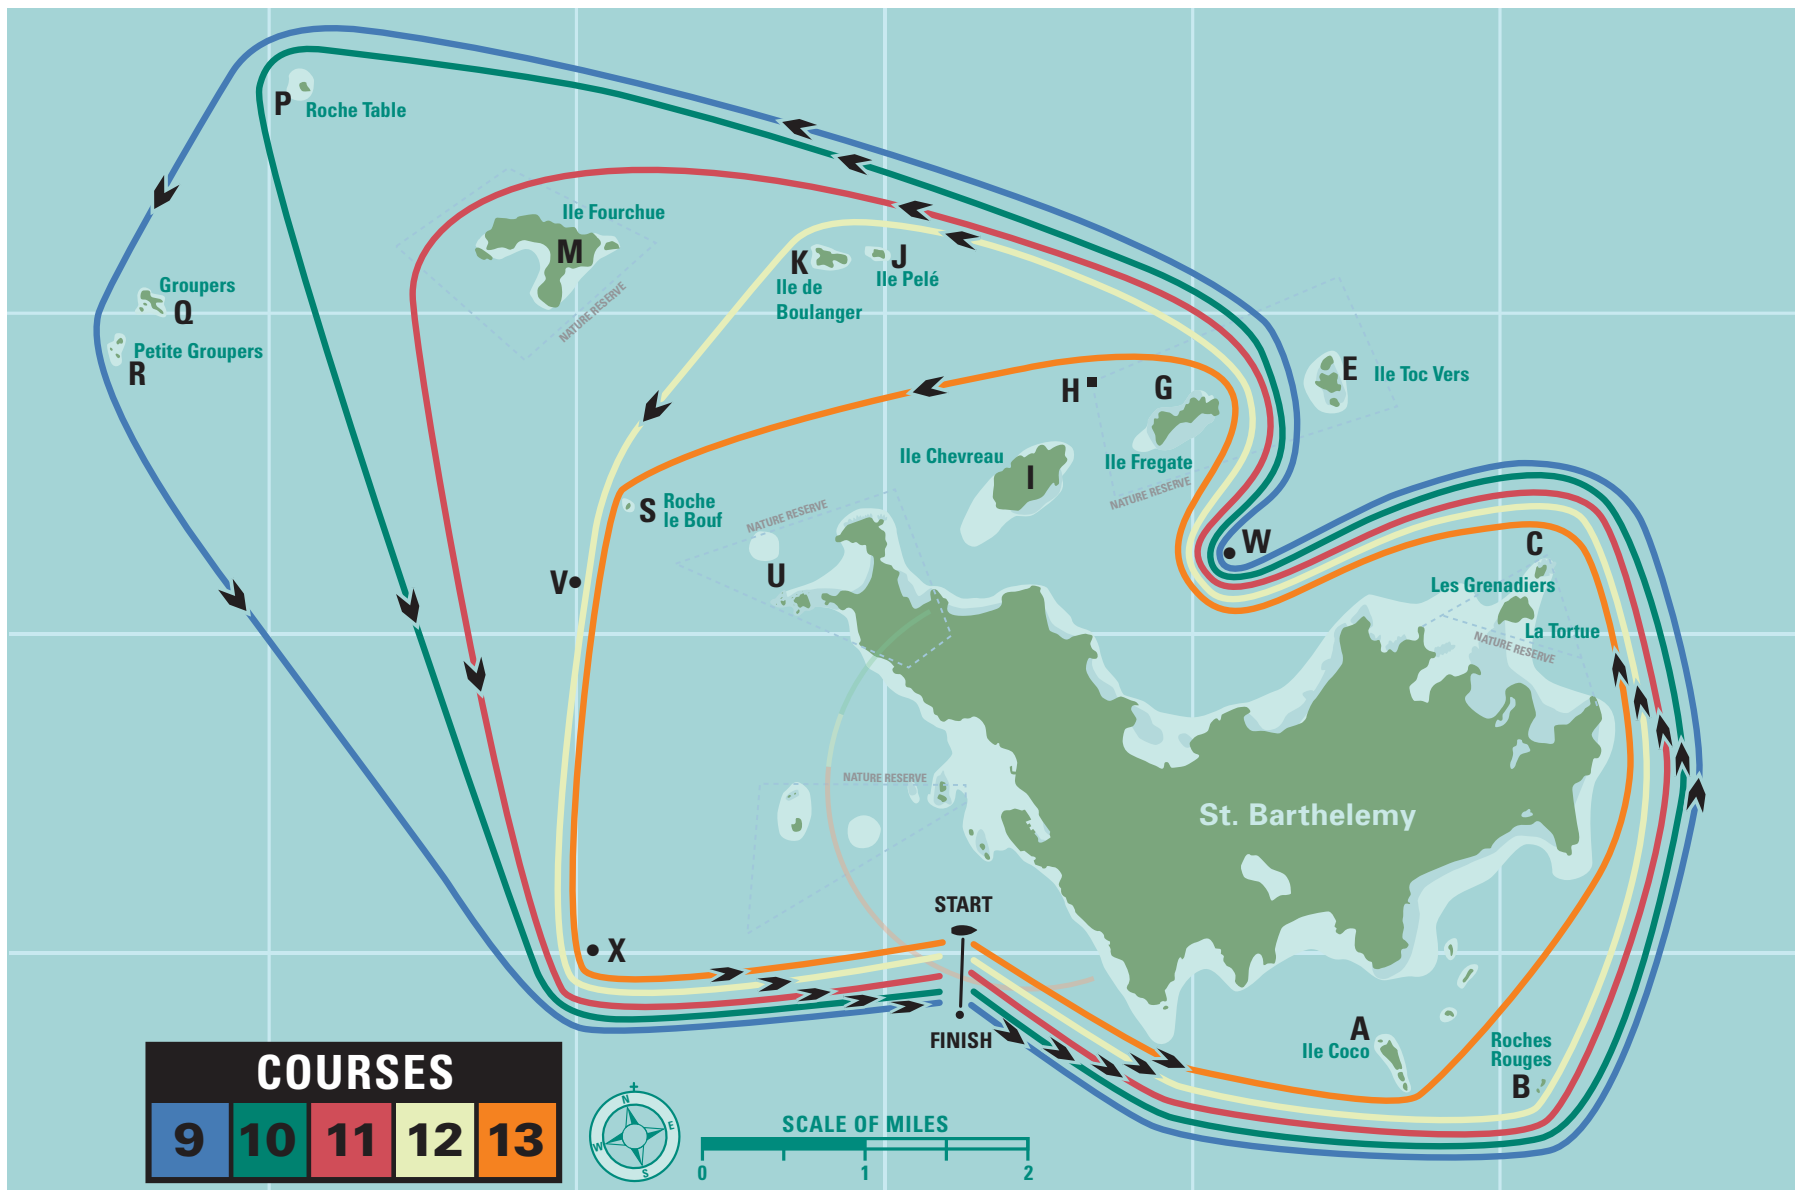 P
Roche Table
Ile Fourchue
M
NATURE RESERVE
K
J
Ile Pelé
Ile de
Boulanger
Groupers
Q
Petite Groupers
R
E
Ile Toc Vers
H
G
Ile Chevreau
I
Ile Fregate
NATURE RESERVE
S
Roche
le Bouf
NATURE RESERVE
U
V
W
C
Les Grenadiers
La Tortue
NATURE RESERVE
NATURE RESERVE
St. Barthelemy
START
X
FINISH
A
Ile Coco
Roches
Rouges
B
COURSES
9 10 11 12 13
N
E
S
W
SCALE OF MILES
0 1 2